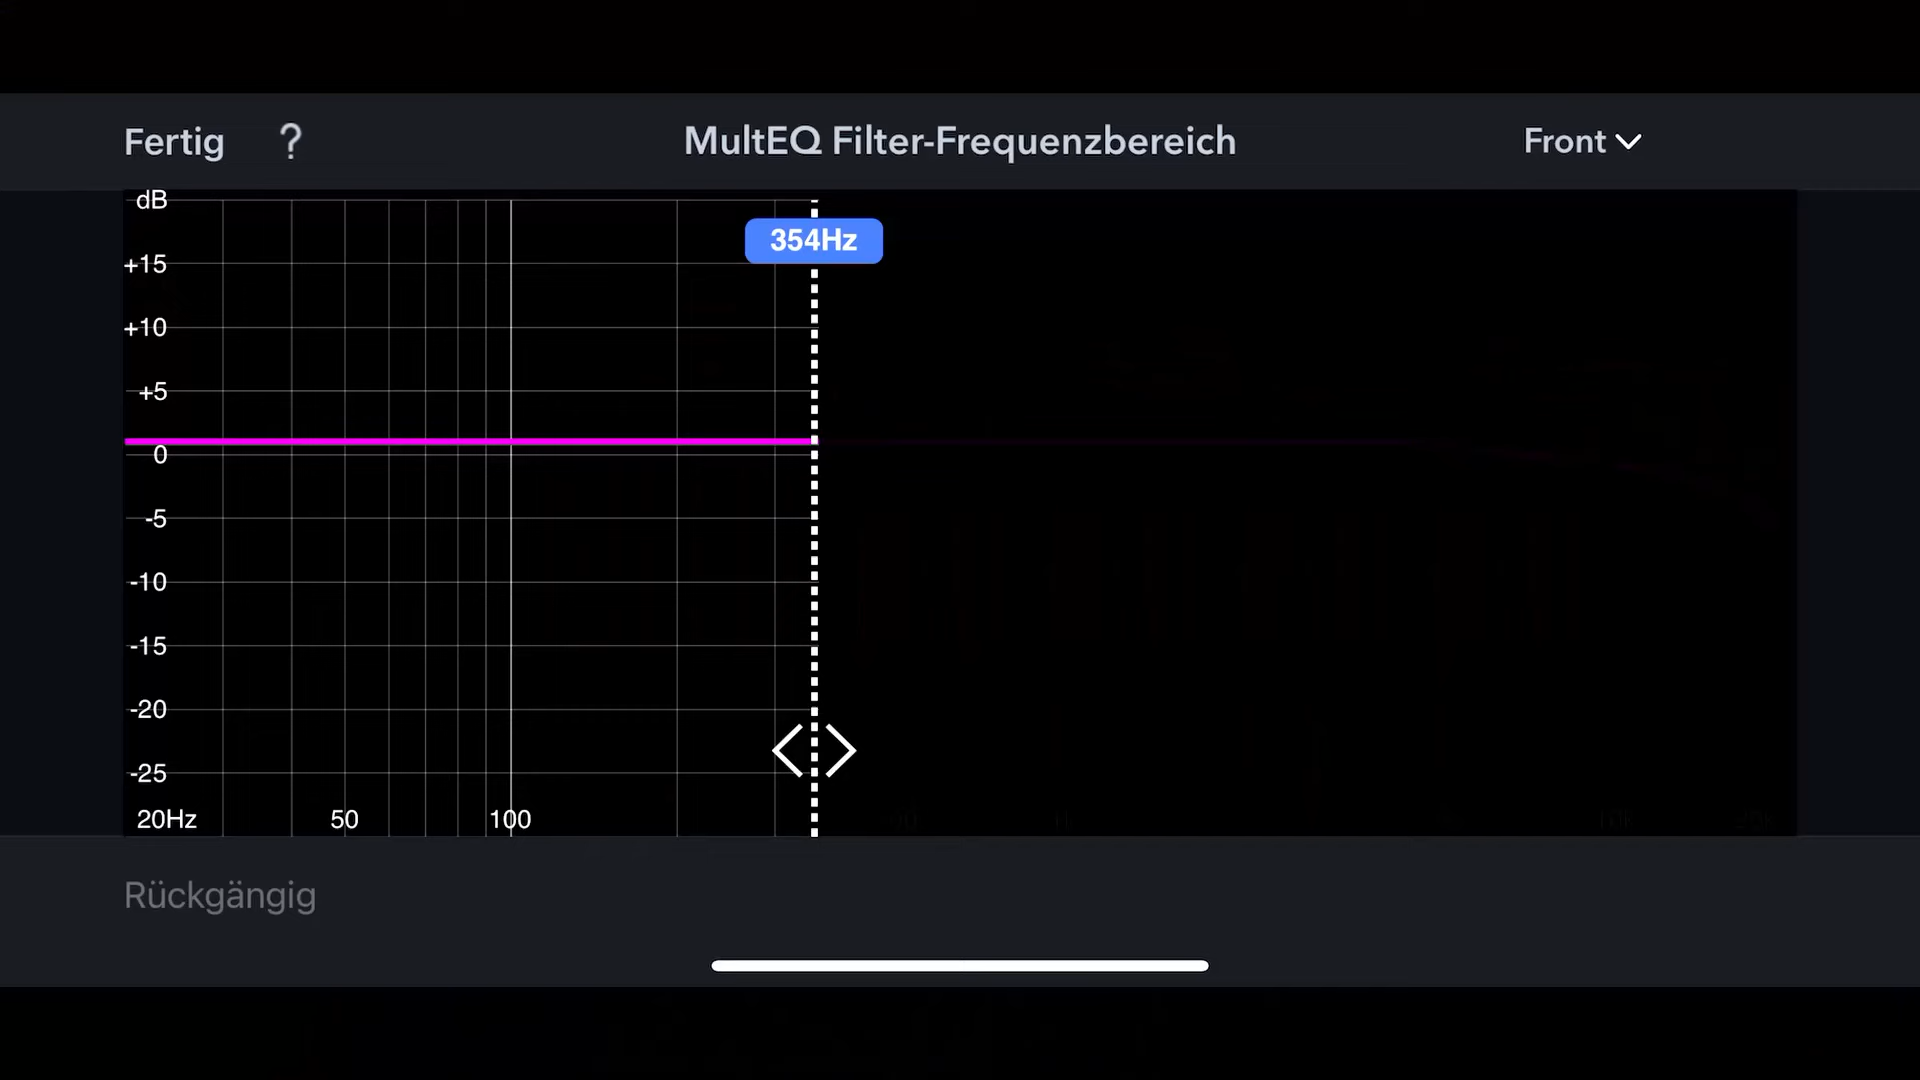 Fertig ? MultEQ Filter-Frequenzbereich Front
dB
354Hz
+15
+10
+5
0
-5
-10
-15
-20
-25
20Hz 50 100
Rückgängig